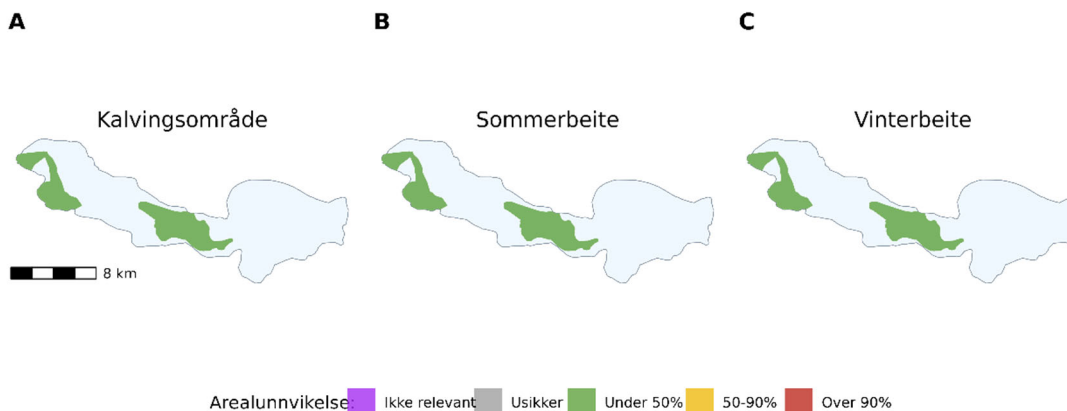 A B C
Kalvingsområde Sommerbeite Vinterbeite
8 km
Arealunnvikelse: Ikke relevant Usikker Under 50% 50-90% Over 90%